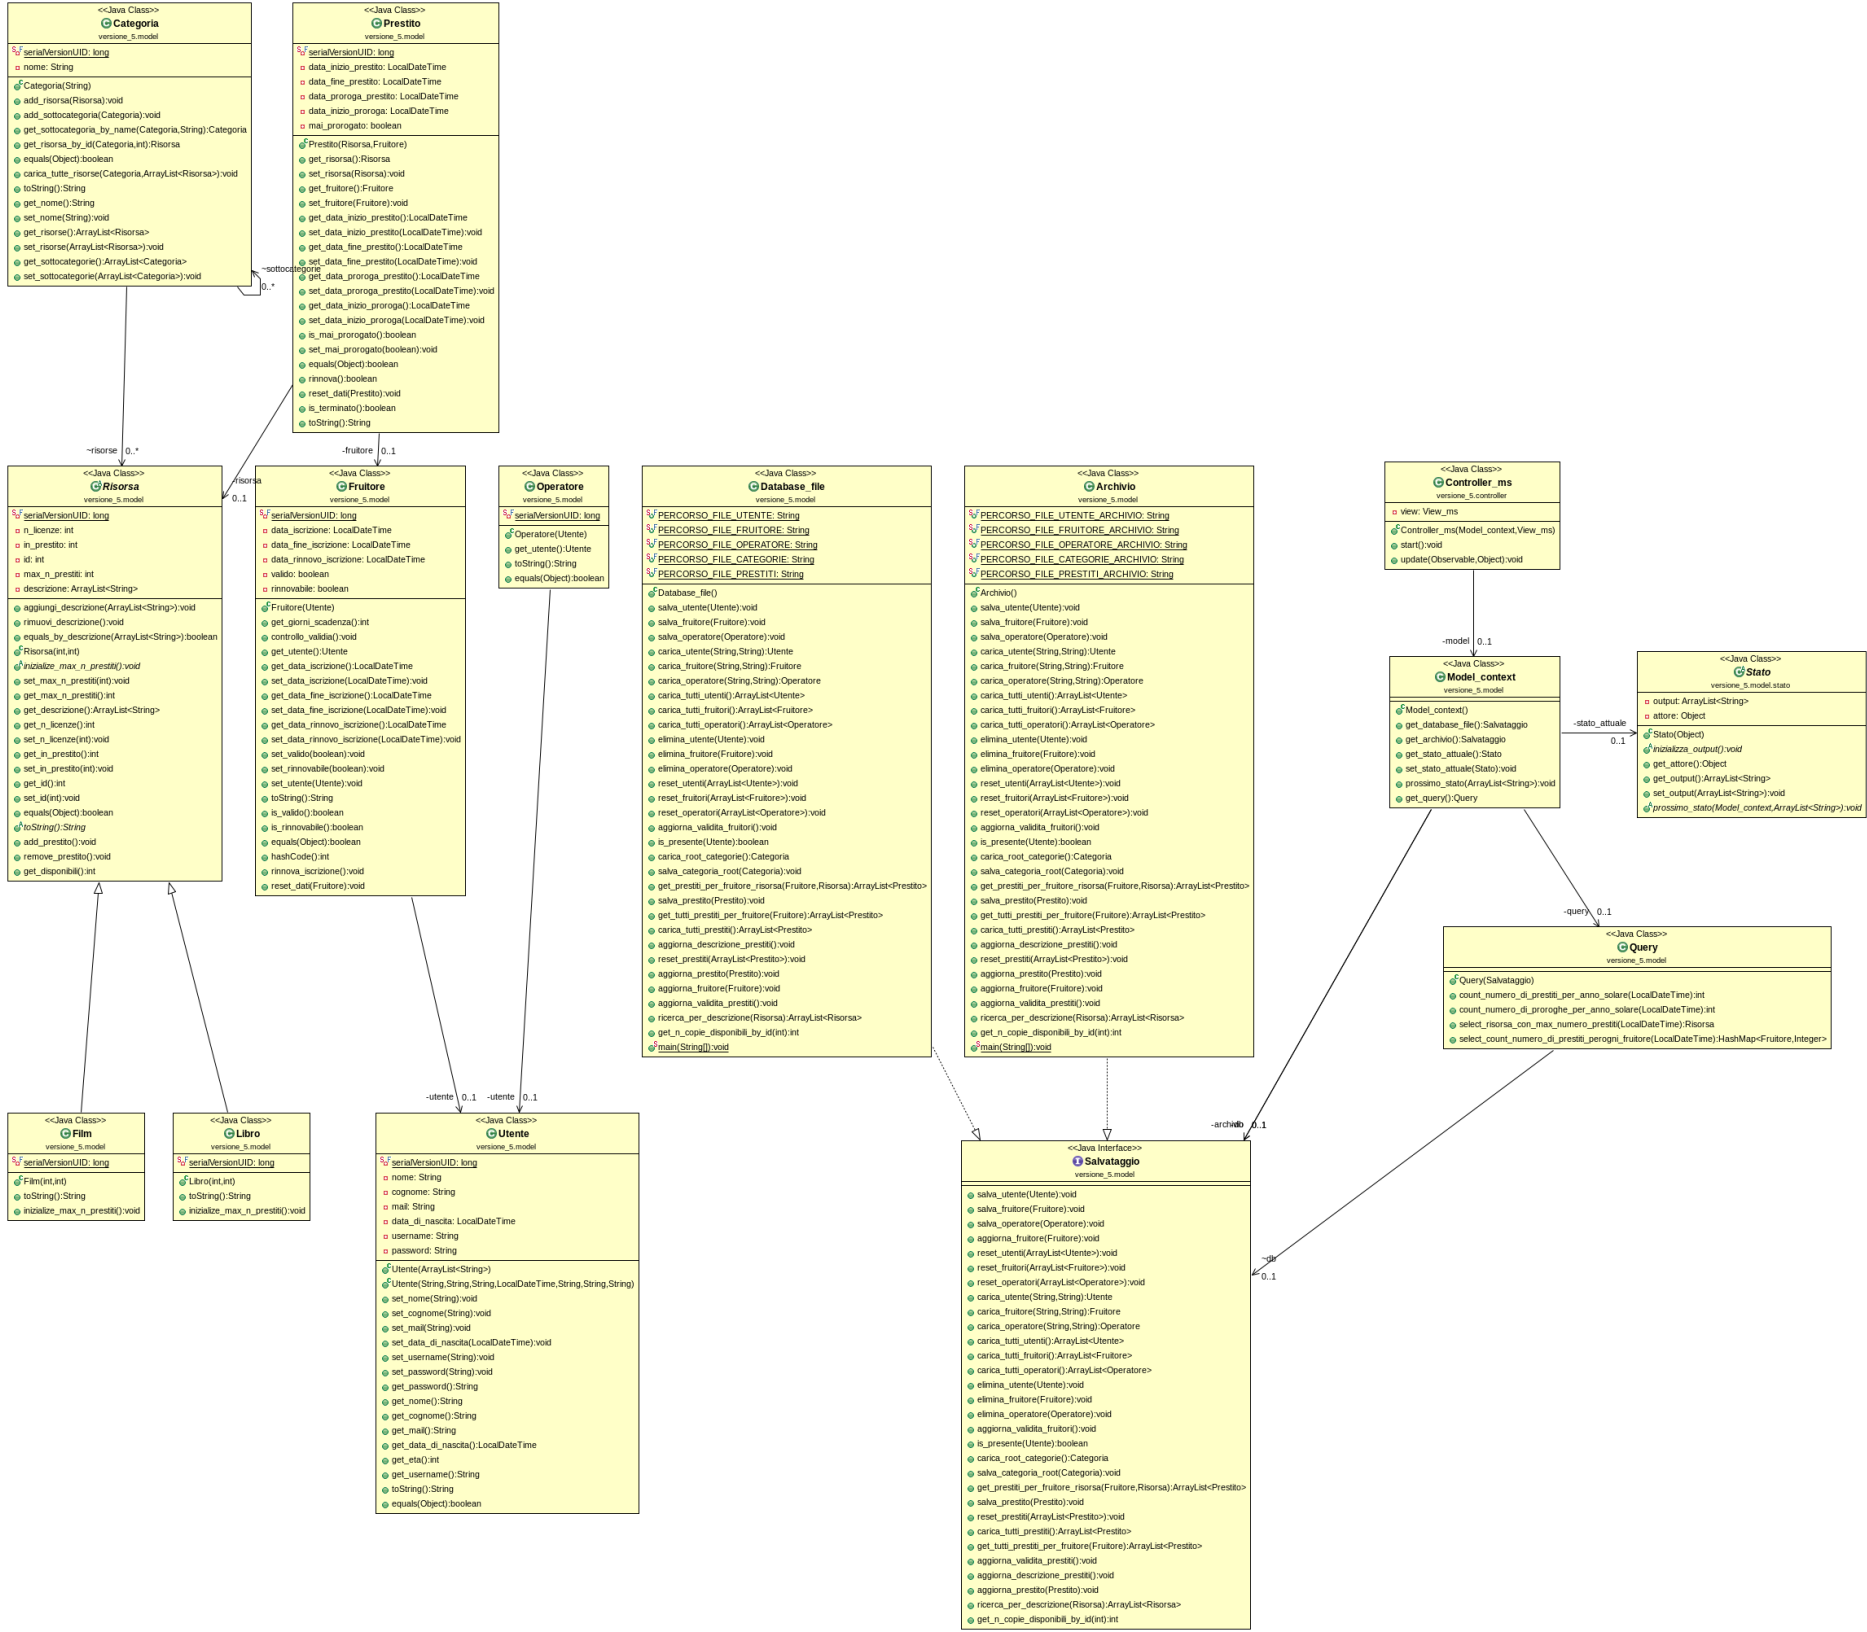 <<Java Class>>
Categoria
versione_5.model
serialVersionUID: long
nome: String
Categoria(String)
add_risorsa(Risorsa):void
add_sottocategoria(Categoria):void
get_sottocategoria_by_name(Categoria,String):Categoria
get_risorsa_by_id(Categoria,int):Risorsa
equals(Object):boolean
carica_tutte_risorse(Categoria,ArrayList<Risorsa>):void
toString():String
get_nome():String
set_nome(String):void
get_risorse():ArrayList<Risorsa>
set_risorse(ArrayList<Risorsa>):void
get_sottocategorie():ArrayList<Categoria>
set_sottocategorie(ArrayList<Categoria>):void
~sottocategorie
0..*
<<Java Class>>
Prestito
versione_5.model
serialVersionUID: long
data_inizio_prestito: LocalDateTime
data_fine_prestito: LocalDateTime
data_proroga_prestito: LocalDateTime
data_inizio_proroga: LocalDateTime
mai_prorogato: boolean
Prestito(Risorsa,Fruitore)
get_risorsa():Risorsa
set_risorsa(Risorsa):void
get_fruitore():Fruitore
set_fruitore(Fruitore):void
get_data_inizio_prestito():LocalDateTime
set_data_inizio_prestito(LocalDateTime):void
get_data_fine_prestito():LocalDateTime
set_data_fine_prestito(LocalDateTime):void
get_data_proroga_prestito():LocalDateTime
set_data_proroga_prestito(LocalDateTime):void
get_data_inizio_proroga():LocalDateTime
set_data_inizio_proroga(LocalDateTime):void
is_mai_prorogato():boolean
set_mai_prorogato(boolean):void
equals(Object):boolean
rinnova():boolean
reset_dati(Prestito):void
is_terminato():boolean
toString():String
~risorse 0..*
-risorsa
0..1
-fruitore 0..1
<<Java Class>>
Risorsa
versione_5.model
serialVersionUID: long
n_licenze: int
in_prestito: int
id: int
max_n_prestiti: int
descrizione: ArrayList<String>
aggiungi_descrizione(ArrayList<String>):void
rimuovi_descrizione():void
equals_by_descrizione(ArrayList<String>):boolean
Risorsa(int,int)
inizialize_max_n_prestiti():void
set_max_n_prestiti(int):void
get_max_n_prestiti():int
get_descrizione():ArrayList<String>
get_n_licenze():int
set_n_licenze(int):void
get_in_prestito():int
set_in_prestito(int):void
get_id():int
set_id(int):void
equals(Object):boolean
toString():String
add_prestito():void
remove_prestito():void
get_disponibili():int
<<Java Class>>
Fruitore
versione_5.model
serialVersionUID: long
data_iscrizione: LocalDateTime
data_fine_iscrizione: LocalDateTime
data_rinnovo_iscrizione: LocalDateTime
valido: boolean
rinnovabile: boolean
Fruitore(Utente)
get_giorni_scadenza():int
controllo_validia():void
get_utente():Utente
get_data_iscrizione():LocalDateTime
set_data_iscrizione(LocalDateTime):void
get_data_fine_iscrizione():LocalDateTime
set_data_fine_iscrizione(LocalDateTime):void
get_data_rinnovo_iscrizione():LocalDateTime
set_data_rinnovo_iscrizione(LocalDateTime):void
set_valido(boolean):void
set_rinnovabile(boolean):void
set_utente(Utente):void
toString():String
is_valido():boolean
is_rinnovabile():boolean
equals(Object):boolean
hashCode():int
rinnova_iscrizione():void
reset_dati(Fruitore):void
<<Java Class>>
Operatore
versione_5.model
serialVersionUID: long
Operatore(Utente)
get_utente():Utente
toString():String
equals(Object):boolean
<<Java Class>>
Database_file
versione_5.model
PERCORSO_FILE_UTENTE: String
PERCORSO_FILE_FRUITORE: String
PERCORSO_FILE_OPERATORE: String
PERCORSO_FILE_CATEGORIE: String
PERCORSO_FILE_PRESTITI: String
Database_file()
salva_utente(Utente):void
salva_fruitore(Fruitore):void
salva_operatore(Operatore):void
carica_utente(String,String):Utente
carica_fruitore(String,String):Fruitore
carica_operatore(String,String):Operatore
carica_tutti_utenti():ArrayList<Utente>
carica_tutti_fruitori():ArrayList<Fruitore>
carica_tutti_operatori():ArrayList<Operatore>
elimina_utente(Utente):void
elimina_fruitore(Fruitore):void
elimina_operatore(Operatore):void
reset_utenti(ArrayList<Utente>):void
reset_fruitori(ArrayList<Fruitore>):void
reset_operatori(ArrayList<Operatore>):void
aggiorna_validita_fruitori():void
is_presente(Utente):boolean
carica_root_categorie():Categoria
salva_categoria_root(Categoria):void
get_prestiti_per_fruitore_risorsa(Fruitore,Risorsa):ArrayList<Prestito>
salva_prestito(Prestito):void
get_tutti_prestiti_per_fruitore(Fruitore):ArrayList<Prestito>
carica_tutti_prestiti():ArrayList<Prestito>
aggiorna_descrizione_prestiti():void
reset_prestiti(ArrayList<Prestito>):void
aggiorna_prestito(Prestito):void
aggiorna_fruitore(Fruitore):void
aggiorna_validita_prestiti():void
ricerca_per_descrizione(Risorsa):ArrayList<Risorsa>
get_n_copie_disponibili_by_id(int):int
main(String[]):void
<<Java Class>>
Archivio
versione_5.model
PERCORSO_FILE_UTENTE_ARCHIVIO: String
PERCORSO_FILE_FRUITORE_ARCHIVIO: String
PERCORSO_FILE_OPERATORE_ARCHIVIO: String
PERCORSO_FILE_CATEGORIE_ARCHIVIO: String
PERCORSO_FILE_PRESTITI_ARCHIVIO: String
Archivio()
salva_utente(Utente):void
salva_fruitore(Fruitore):void
salva_operatore(Operatore):void
carica_utente(String,String):Utente
carica_fruitore(String,String):Fruitore
carica_operatore(String,String):Operatore
carica_tutti_utenti():ArrayList<Utente>
carica_tutti_fruitori():ArrayList<Fruitore>
carica_tutti_operatori():ArrayList<Operatore>
elimina_utente(Utente):void
elimina_fruitore(Fruitore):void
elimina_operatore(Operatore):void
reset_utenti(ArrayList<Utente>):void
reset_fruitori(ArrayList<Fruitore>):void
reset_operatori(ArrayList<Operatore>):void
aggiorna_validita_fruitori():void
is_presente(Utente):boolean
carica_root_categorie():Categoria
salva_categoria_root(Categoria):void
get_prestiti_per_fruitore_risorsa(Fruitore,Risorsa):ArrayList<Prestito>
salva_prestito(Prestito):void
get_tutti_prestiti_per_fruitore(Fruitore):ArrayList<Prestito>
carica_tutti_prestiti():ArrayList<Prestito>
aggiorna_descrizione_prestiti():void
reset_prestiti(ArrayList<Prestito>):void
aggiorna_prestito(Prestito):void
aggiorna_fruitore(Fruitore):void
aggiorna_validita_prestiti():void
ricerca_per_descrizione(Risorsa):ArrayList<Risorsa>
get_n_copie_disponibili_by_id(int):int
main(String[]):void
<<Java Class>>
Controller_ms
versione_5.controller
view: View_ms
Controller_ms(Model_context,View_ms)
start():void
update(Observable,Object):void
-model 0..1
<<Java Class>>
Model_context
versione_5.model
Model_context()
get_database_file():Salvataggio
get_archivio():Salvataggio
get_stato_attuale():Stato
set_stato_attuale(Stato):void
prossimo_stato(ArrayList<String>):void
get_query():Query
-stato_attuale
0..1
<<Java Class>>
Stato
versione_5.model.stato
output: ArrayList<String>
attore: Object
Stato(Object)
inizializza_output():void
get_attore():Object
get_output():ArrayList<String>
set_output(ArrayList<String>):void
prossimo_stato(Model_context,ArrayList<String>):void
-query 0..1
<<Java Class>>
Query
versione_5.model
Query(Salvataggio)
count_numero_di_prestiti_per_anno_solare(LocalDateTime):int
count_numero_di_proroghe_per_anno_solare(LocalDateTime):int
select_risorsa_con_max_numero_prestiti(LocalDateTime):Risorsa
select_count_numero_di_prestiti_perogni_fruitore(LocalDateTime):HashMap<Fruitore,Integer>
-utente 0..1
-utente 0..1
0..1
~db
0..1
<<Java Class>>
Film
versione_5.model
serialVersionUID: long
Film(int,int)
toString():String
inizialize_max_n_prestiti():void
<<Java Class>>
Libro
versione_5.model
serialVersionUID: long
Libro(int,int)
toString():String
inizialize_max_n_prestiti():void
<<Java Class>>
Utente
versione_5.model
serialVersionUID: long
nome: String
cognome: String
mail: String
data_di_nascita: LocalDateTime
username: String
password: String
Utente(ArrayList<String>)
Utente(String,String,String,LocalDateTime,String,String,String)
set_nome(String):void
set_cognome(String):void
set_mail(String):void
set_data_di_nascita(LocalDateTime):void
set_username(String):void
set_password(String):void
get_password():String
get_nome():String
get_cognome():String
get_mail():String
get_data_di_nascita():LocalDateTime
get_eta():int
get_username():String
toString():String
equals(Object):boolean
<<Java Interface>>
Salvataggio
versione_5.model
salva_utente(Utente):void
salva_fruitore(Fruitore):void
salva_operatore(Operatore):void
aggiorna_fruitore(Fruitore):void
reset_utenti(ArrayList<Utente>):void
reset_fruitori(ArrayList<Fruitore>):void
reset_operatori(ArrayList<Operatore>):void
carica_utente(String,String):Utente
carica_fruitore(String,String):Fruitore
carica_operatore(String,String):Operatore
carica_tutti_utenti():ArrayList<Utente>
carica_tutti_fruitori():ArrayList<Fruitore>
carica_tutti_operatori():ArrayList<Operatore>
elimina_utente(Utente):void
elimina_fruitore(Fruitore):void
elimina_operatore(Operatore):void
aggiorna_validita_fruitori():void
is_presente(Utente):boolean
carica_root_categorie():Categoria
salva_categoria_root(Categoria):void
get_prestiti_per_fruitore_risorsa(Fruitore,Risorsa):ArrayList<Prestito>
salva_prestito(Prestito):void
reset_prestiti(ArrayList<Prestito>):void
carica_tutti_prestiti():ArrayList<Prestito>
get_tutti_prestiti_per_fruitore(Fruitore):ArrayList<Prestito>
aggiorna_validita_prestiti():void
aggiorna_descrizione_prestiti():void
aggiorna_prestito(Prestito):void
ricerca_per_descrizione(Risorsa):ArrayList<Risorsa>
get_n_copie_disponibili_by_id(int):int